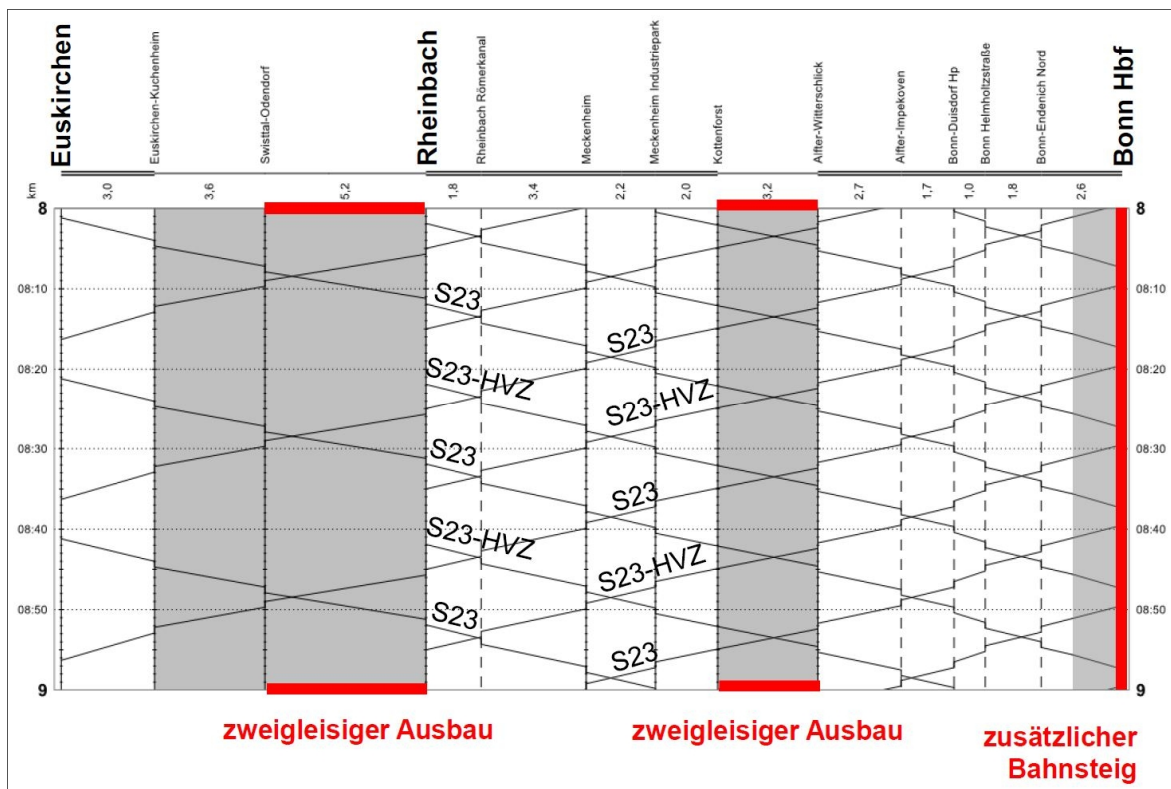 Euskirchen
Euskirchen-Kuchenheim
Swisttal-Odendorf
Rheinbach
Rheinbach Römerkanal
Meckenheim
Meckenheim Industriepark
Kottenforst
Alfter-Witterschlick
Alfter-Impekoven
Bonn-Duisdorf Hp
Bonn Helmholtzstraße
Bonn-Endenich Nord
Bonn Hbf
km
3,0 3,6 5,2 1,8 3,4 2,2 2,0 3,2 2,7 1,7 1,0 1,8 2,6
8 8
08:10 08:10
08:20 08:20
08:30 08:30
08:40 08:40
08:50 08:50
9 9
S23
S23
S23-HVZ
S23-HVZ
S23
S23
S23-HVZ
S23-HVZ
S23
S23
zweigleisiger Ausbau
zweigleisiger Ausbau
zusätzlicher
Bahnsteig